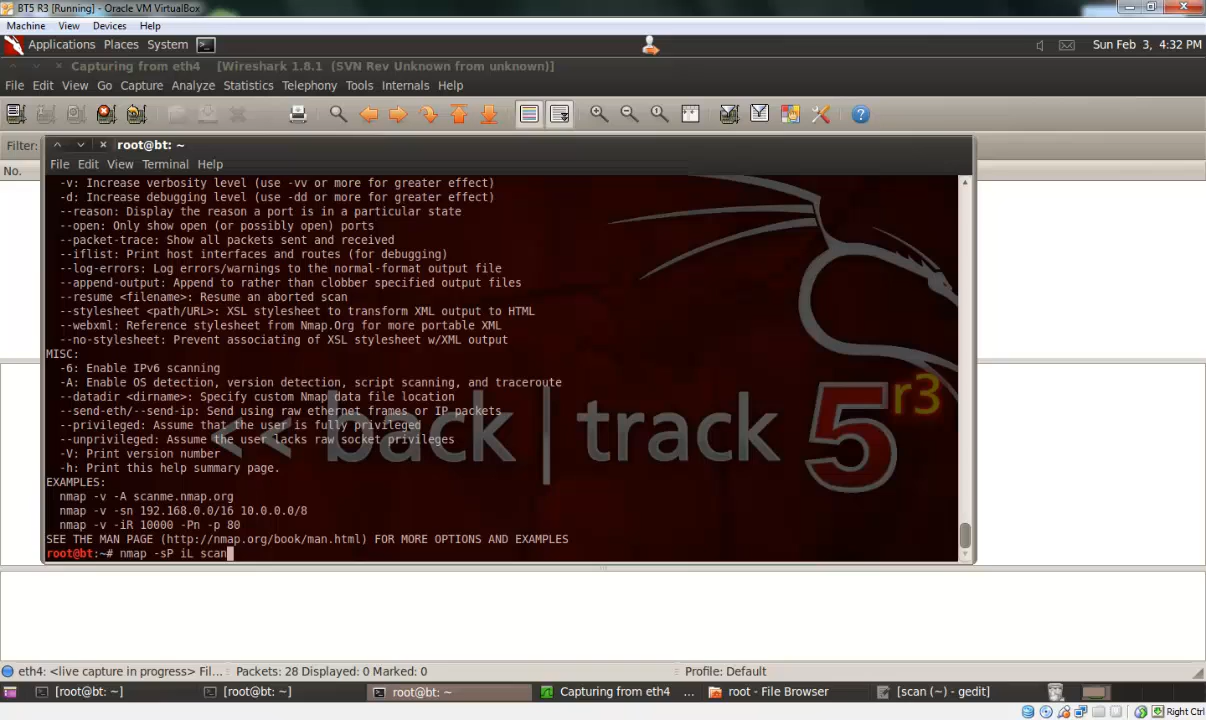 BT5 R3 [Running] - Oracle VM VirtualBox
Machine View Devices Help
Applications Places System Sun Feb 3, 4:32 PM
Capturing from eth4 [Wireshark 1.8.1 (SVN Rev Unknown from unknown)]
File Edit View Go Capture Analyze Statistics Telephony Tools Internals Help
Filter:
No.
root@bt: ~
File Edit View Terminal Help
-v: Increase verbosity level (use -vv or more for greater effect)
-d: Increase debugging level (use -dd or more for greater effect)
--reason: Display the reason a port is in a particular state
--open: Only show open (or possibly open) ports
--packet-trace: Show all packets sent and received
--iflist: Print host interfaces and routes (for debugging)
--log-errors: Log errors/warnings to the normal-format output file
--append-output: Append to rather than clobber specified output files
--resume <filename>: Resume an aborted scan
--stylesheet <path/URL>: XSL stylesheet to transform XML output to HTML
--webxml: Reference stylesheet from Nmap.Org for more portable XML
--no-stylesheet: Prevent associating of XSL stylesheet w/XML output
MISC:
-6: Enable IPv6 scanning
-A: Enable OS detection, version detection, script scanning, and traceroute
--datadir <dirname>: Specify custom Nmap data file location
--send-eth/--send-ip: Send using raw ethernet frames or IP packets
--privileged: Assume that the user is fully privileged
--unprivileged: Assume the user lacks raw socket privileges
-V: Print version number
-h: Print this help summary page.
EXAMPLES:
nmap -v -A scanme.nmap.org
nmap -v -sn 192.168.0.0/16 10.0.0.0/8
nmap -v -iR 10000 -Pn -p 80
SEE THE MAN PAGE (http://nmap.org/book/man.html) FOR MORE OPTIONS AND EXAMPLES
root@bt:~# nmap -sP iL scan
<< back | track 5 r3
eth4: <live capture in progress> Fil... Packets: 28 Displayed: 0 Marked: 0 Profile: Default
[root@bt: ~] [root@bt: ~] root@bt: ~ Capturing from eth4 ... root - File Browser [scan (~) - gedit]
Right Ctrl